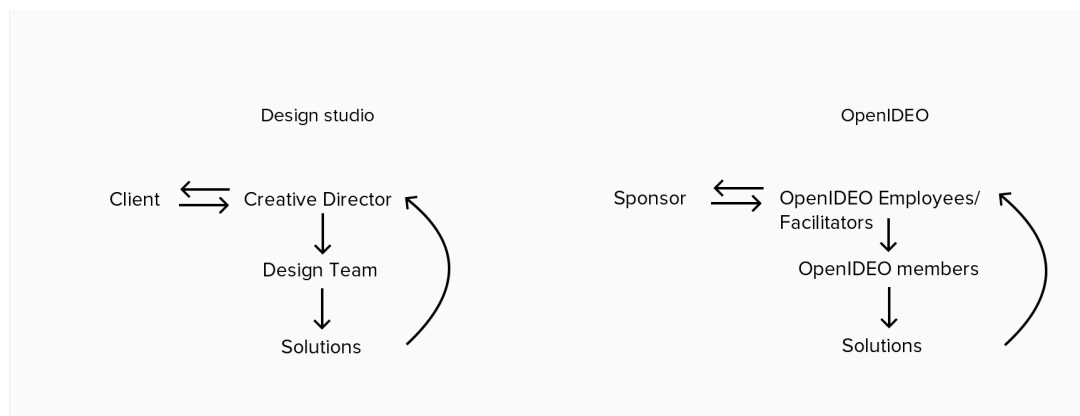 Design studio
Client
Creative Director
Design Team
Solutions
OpenIDEO
Sponsor
OpenIDEO Employees/
Facilitators
OpenIDEO members
Solutions